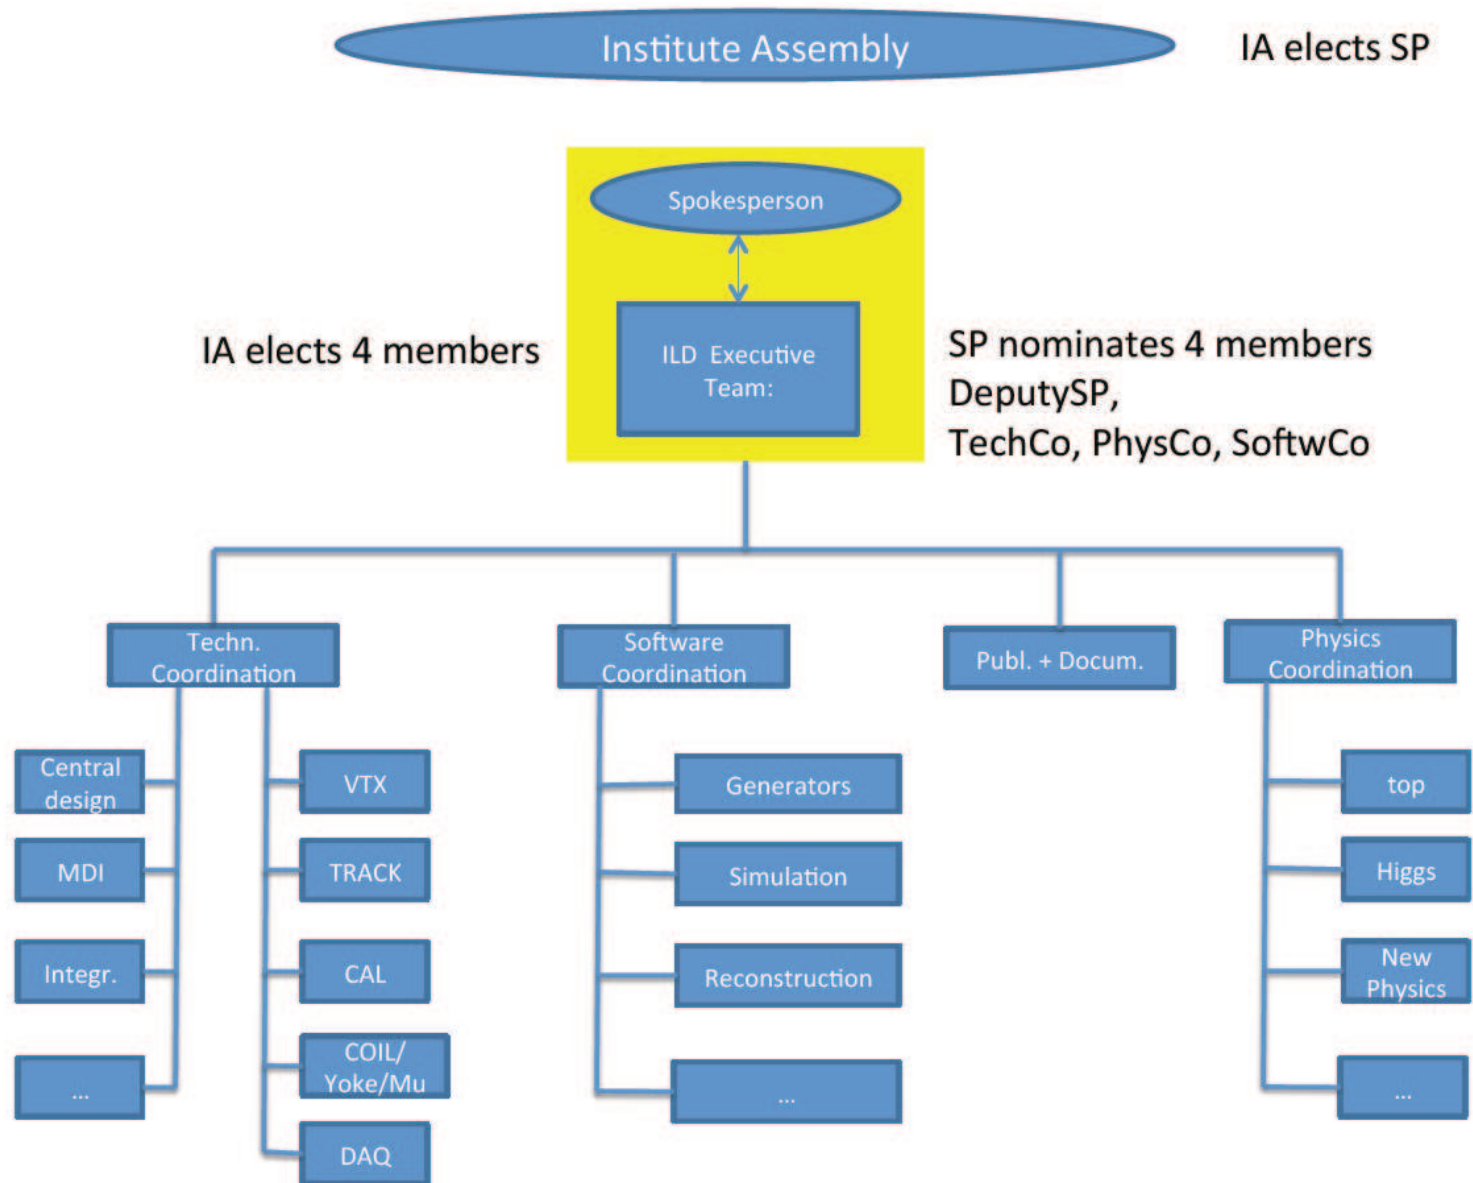 Institute Assembly
IA elects SP
Spokesperson
IA elects 4 members
ILD Executive
Team:
SP nominates 4 members
DeputySP,
TechCo, PhysCo, SoftwCo
Techn.
Coordination
Software
Coordination
Publ. + Docum.
Physics
Coordination
Central
design
MDI
Integr.
...
VTX
TRACK
CAL
COIL/
Yoke/Mu
DAQ
Generators
Simulation
Reconstruction
...
top
Higgs
New
Physics
...